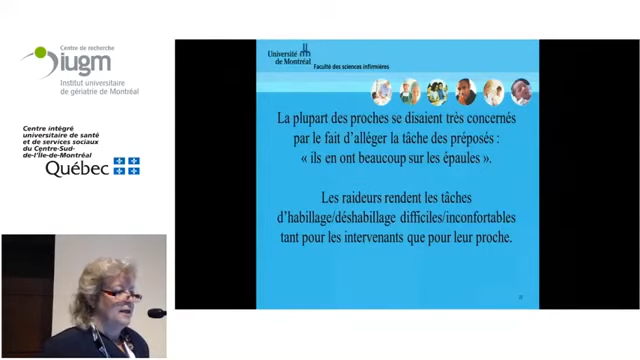 Centre de recherche
iugm
Institut universitaire
de gériatrie de Montréal
Centre intégré
universitaire de santé
et de services sociaux
du Centre-Sud-
de-l'Île-de-Montréal
Québec
Université
de Montréal
Faculté des sciences infirmières
La plupart des proches se disaient très concernés
par le fait d'alléger la tâche des préposés :
« ils en ont beaucoup sur les épaules ».
Les raideurs rendent les tâches
d'habillage/déshabillage difficiles/inconfortables
tant pour les intervenants que pour leur proche.